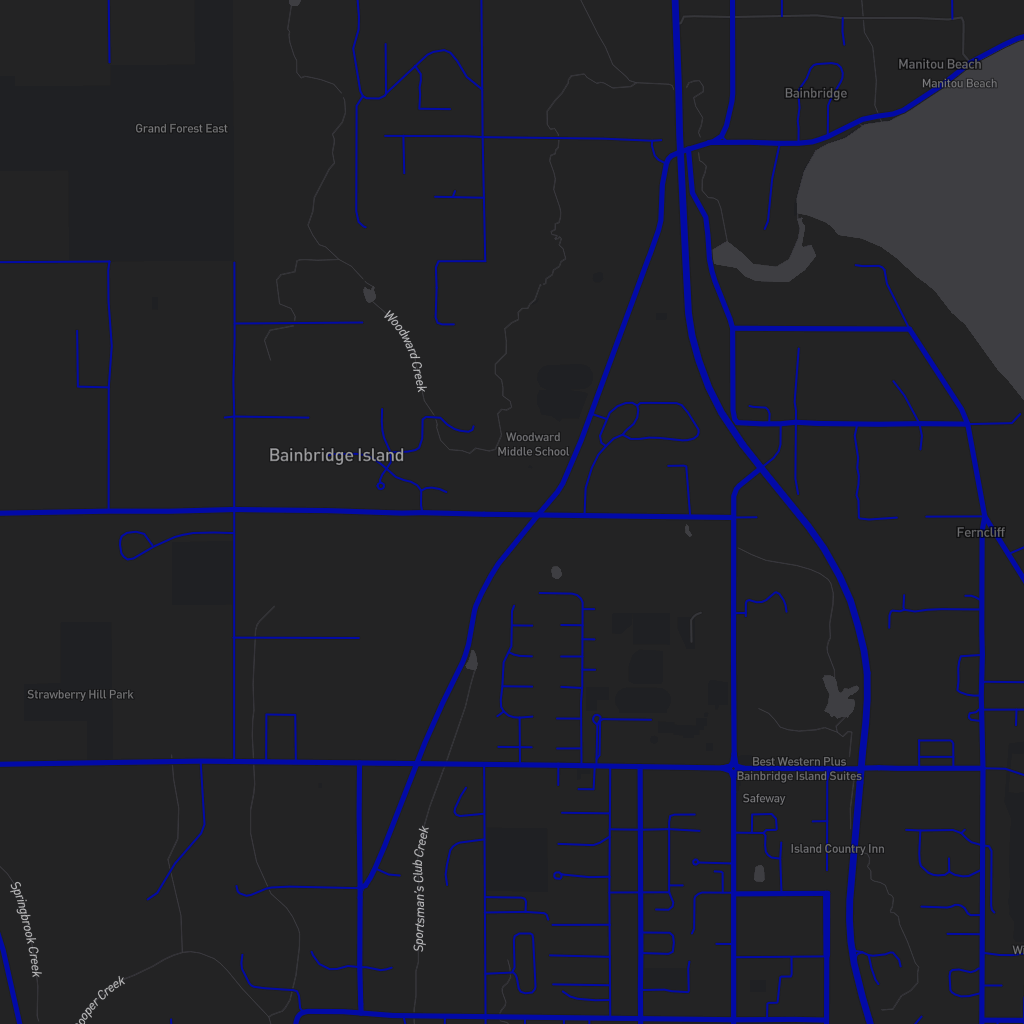 Manitou Beach
Manitou Beach
Bainbridge
Grand Forest East
Woodward Creek
Woodward
Middle School
Bainbridge Island
Ferncliff
Strawberry Hill Park
Best Western Plus
Bainbridge Island Suites
Safeway
Island Country Inn
Sportsman's Club Creek
Springbrook Creek
ooper Creek